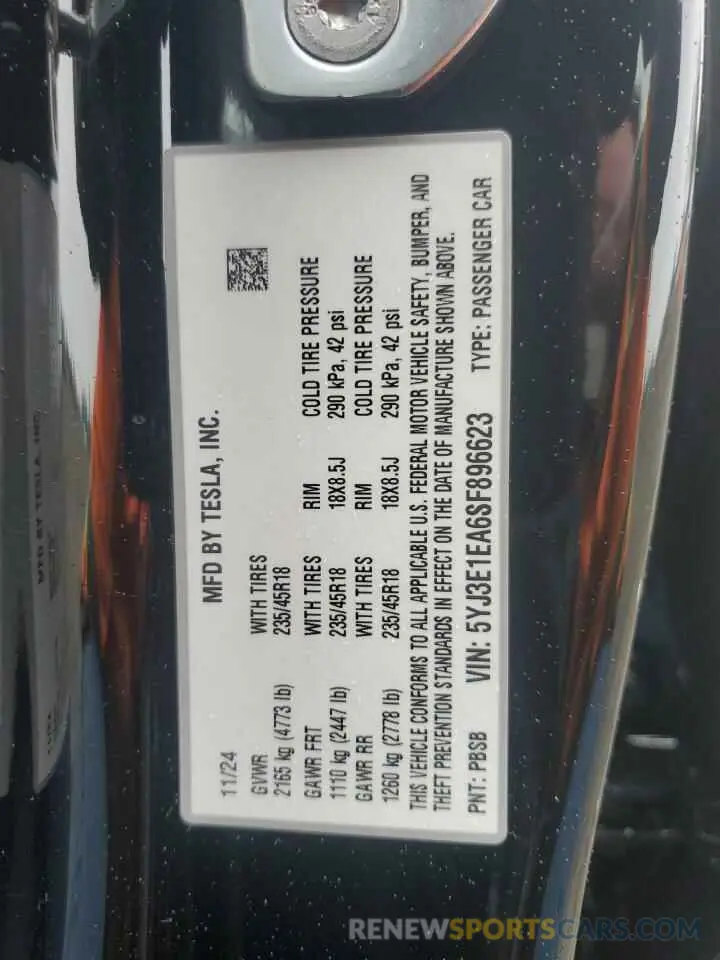 MFD BY TESLA, INC.
11/24
GVWR WITH TIRES
2165 kg (4773 lb) 235/45R18
GAWR FRT WITH TIRES RIM COLD TIRE PRESSURE
1110 kg (2447 lb) 235/45R18 18X8.5J 290 kPa, 42 psi
GAWR RR WITH TIRES RIM COLD TIRE PRESSURE
1260 kg (2778 lb) 235/45R18 18X8.5J 290 kPa, 42 psi
THIS VEHICLE CONFORMS TO ALL APPLICABLE U.S. FEDERAL MOTOR VEHICLE SAFETY, BUMPER, AND
THEFT PREVENTION STANDARDS IN EFFECT ON THE DATE OF MANUFACTURE SHOWN ABOVE.
PNT: PBSB VIN: 5YJ3E1EA6SF896623 TYPE: PASSENGER CAR
RENEWSPORTSCARS.COM